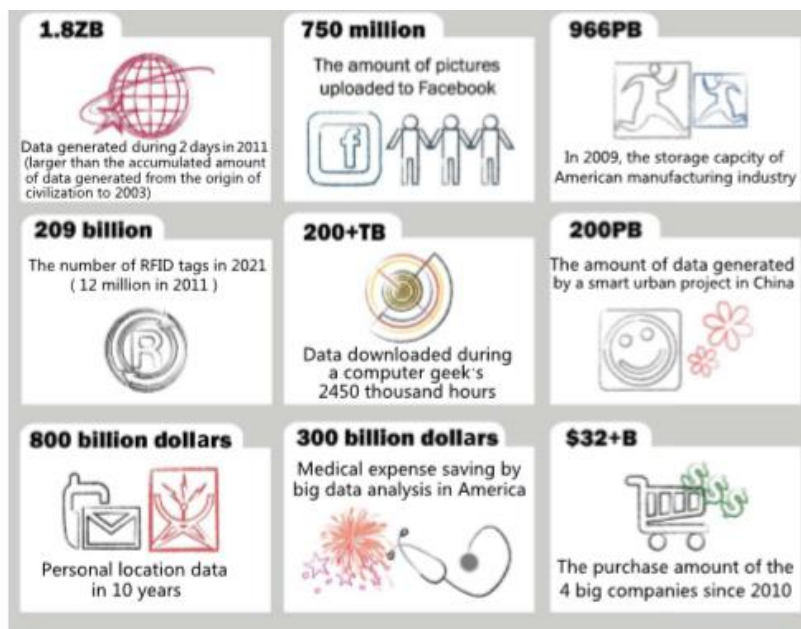 1.8ZB
Data generated during 2 days in 2011
(larger than the accumulated amount
of data generated from the origin of
civilization to 2003)
750 million
The amount of pictures
uploaded to Facebook
f
966PB
In 2009, the storage capcity of
American manufacturing industry
209 billion
The number of RFID tags in 2021
( 12 million in 2011 )
R
200+TB
Data downloaded during
a computer geek's
2450 thousand hours
200PB
The amount of data generated
by a smart urban project in China
800 billion dollars
Personal location data
in 10 years
300 billion dollars
Medical expense saving by
big data analysis in America
$32+B
$$$
The purchase amount of the
4 big companies since 2010